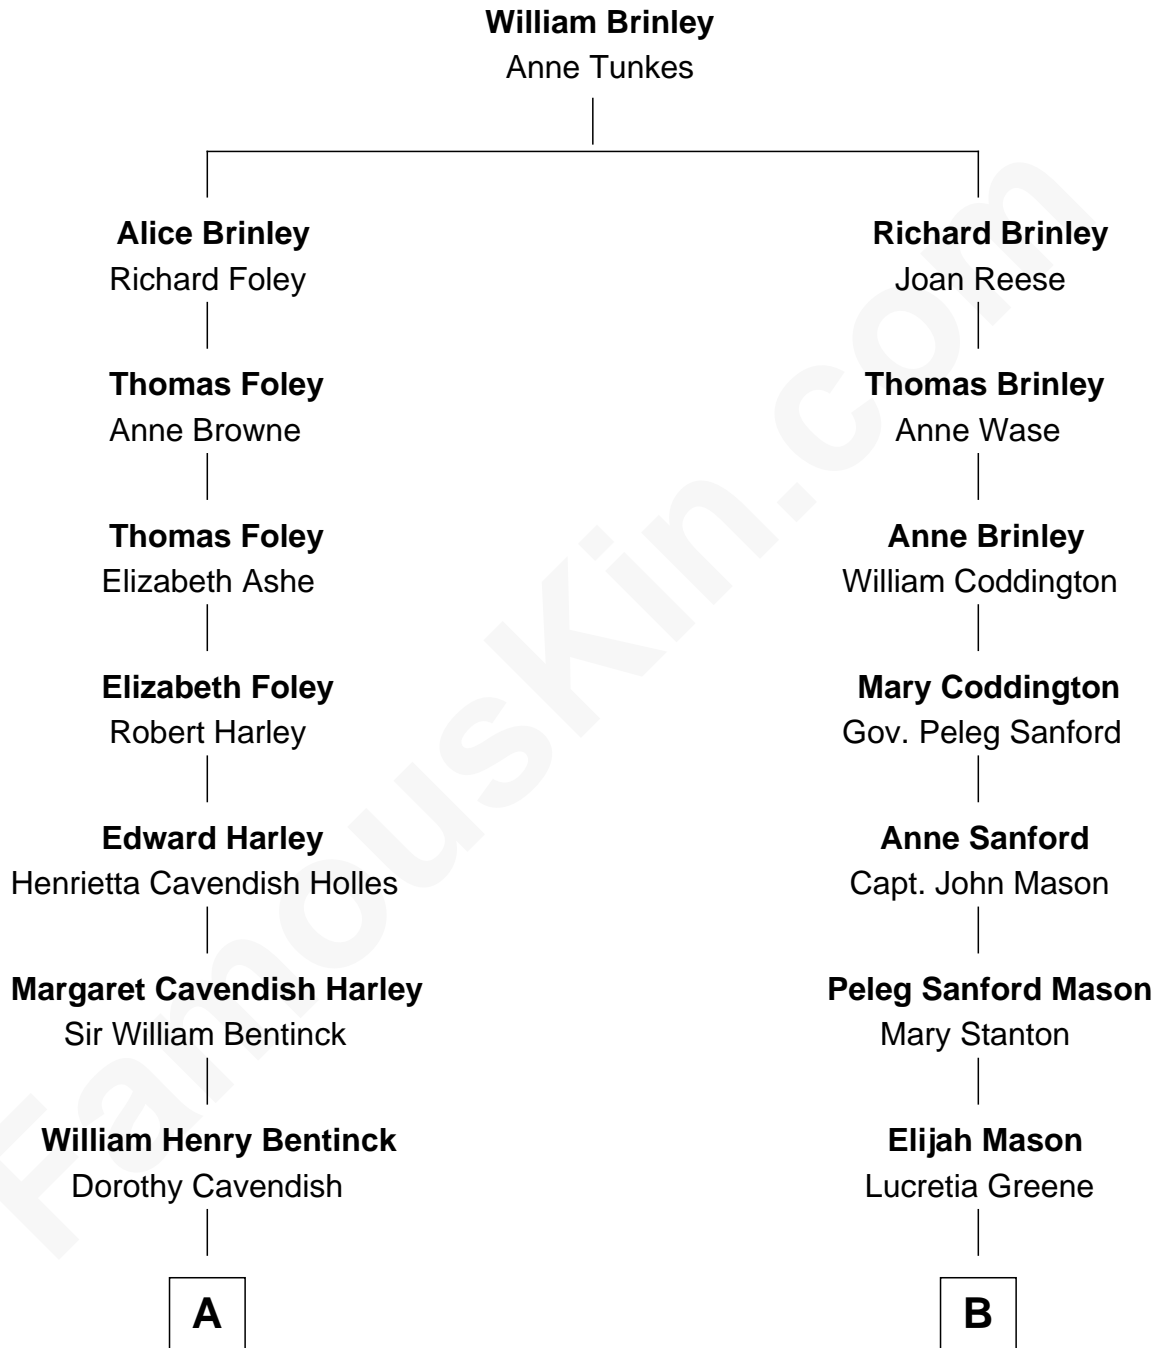 William Brinley
Anne Tunkes
Alice Brinley
Richard Foley
Richard Brinley
Joan Reese
Thomas Foley
Anne Browne
Thomas Brinley
Anne Wase
Thomas Foley
Elizabeth Ashe
Anne Brinley
William Coddington
Elizabeth Foley
Robert Harley
Mary Coddington
Gov. Peleg Sanford
Edward Harley
Henrietta Cavendish Holles
Anne Sanford
Capt. John Mason
Margaret Cavendish Harley
Sir William Bentinck
Peleg Sanford Mason
Mary Stanton
William Henry Bentinck
Dorothy Cavendish
Elijah Mason
Lucretia Greene
A
B
FamousKin.com